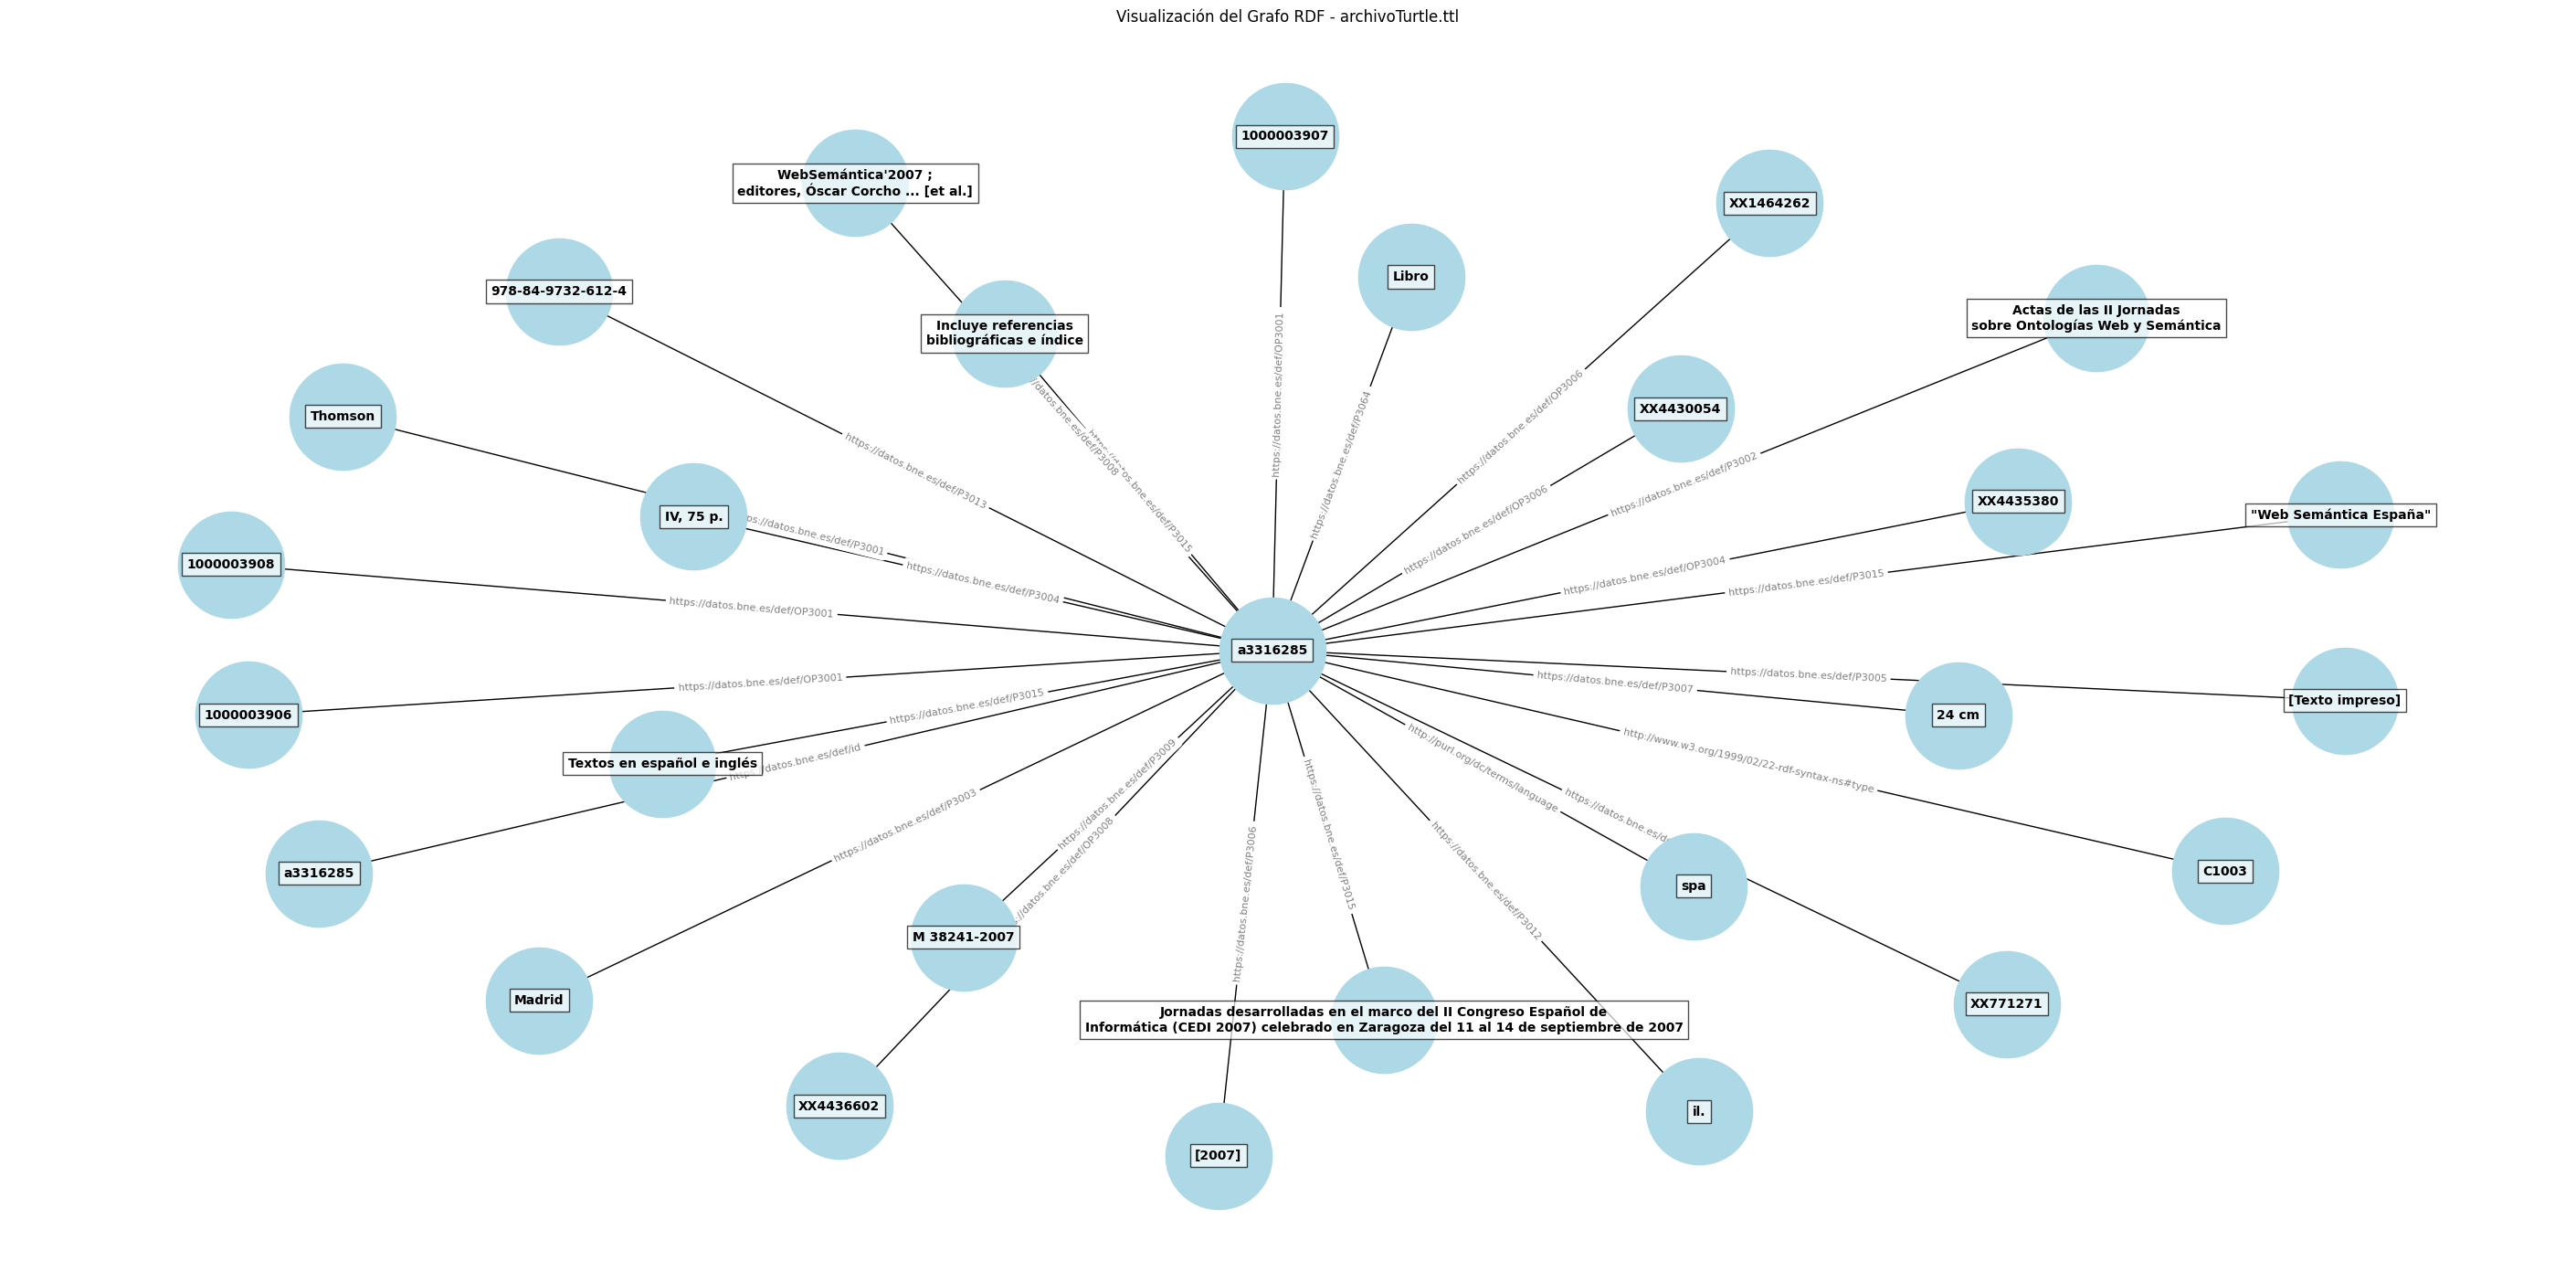 Visualización del Grafo RDF - archivoTurtle.ttl
1000003907
WebSemántica'2007 ;
editores, Óscar Corcho ... [et al.]
XX1464262
Libro
978-84-9732-612-4
Actas de las II Jornadas
sobre Ontologías Web y Semántica
Incluye referencias
bibliográficas e índice
https://datos.bne.es/def/OP3001
https://datos.bne.es/def/P3064
https://datos.bne.es/def/OP3006
XX4430054
Thomson
https://datos.bne.es/def/P3013
//datos.bne.es/def/P3008
https://datos.bne.es/def/P3015
https://datos.bne.es/def/P3002
XX4435380
"Web Semántica España"
IV, 75 p.
ps://datos.bne.es/def/P3001
https://datos.bne.es/def/OP3006
1000003908
https://datos.bne.es/def/P3004
https://datos.bne.es/def/OP3004
https://datos.bne.es/def/P3015
https://datos.bne.es/def/OP3001
a3316285
https://datos.bne.es/def/OP3001
https://datos.bne.es/def/P3005
https://datos.bne.es/def/P3007
[Texto impreso]
1000003906
https://datos.bne.es/def/P3015
24 cm
Textos en español e inglés
https://datos.bne.es/def/id
https://datos.bne.es/def/P3009
http://purl.org/dc/terms/language
http://www.w3.org/1999/02/22-rdf-syntax-ns#type
https://datos.bne.es/de
https://datos.bne.es/def/P3003
https://datos.bne.es/def/P3015
a3316285
C1003
://datos.bne.es/def/OP3008
https://datos.bne.es/def/P3006
https://datos.bne.es/def/P3012
spa
M 38241-2007
Madrid
XX771271
Jornadas desarrolladas en el marco del II Congreso Español de
Informática (CEDI 2007) celebrado en Zaragoza del 11 al 14 de septiembre de 2007
XX4436602
il.
[2007]